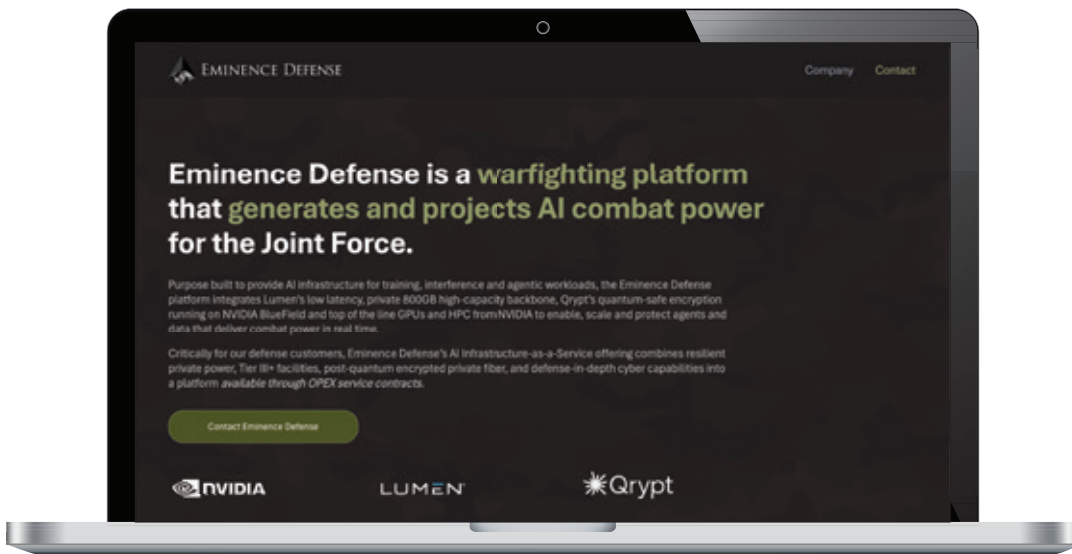 EMINENCE DEFENSE
Company
Contact
Eminence Defense is a warfighting platform
that generates and projects AI combat power
for the Joint Force.
Purpose built to provide AI infrastructure for training, interference and agentic workloads, the Eminence Defense
platform integrates Lumen's low latency, private 800GB high-capacity backbone, Qrypt's quantum-safe encryption
running on NVIDIA BlueField and top of the line GPUs and HPC from NVIDIA to enable, scale and protect agents and
data that deliver combat power in real time.
Critically for our defense customers, Eminence Defense's AI Infrastructure-as-a-Service offering combines resilient
private power, Tier III+ facilities, post-quantum encrypted private fiber, and defense-in-depth cyber capabilities into
a platform available through OPEX service contracts.
Contact Eminence Defense
NVIDIA
LUMEN
Qrypt